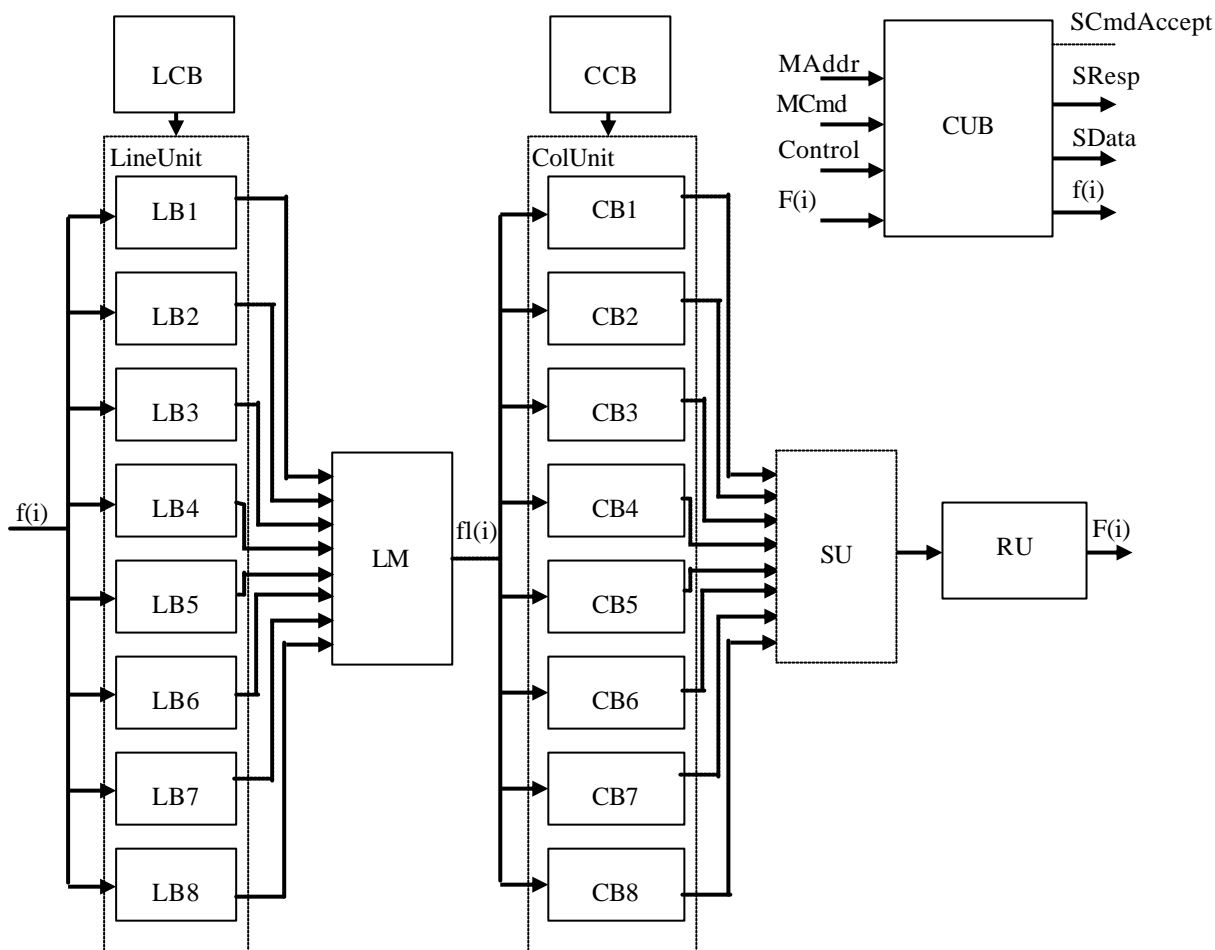 LCB
CCB
SCmdAccept
MAddr
SResp
MCmd
CUB
SData
Control
f(i)
F(i)
LineUnit
ColUnit
LB1
CB1
LB2
CB2
LB3
CB3
LB4
CB4
f(i)
LM
fl(i)
SU
RU
F(i)
LB5
CB5
LB6
CB6
LB7
CB7
LB8
CB8